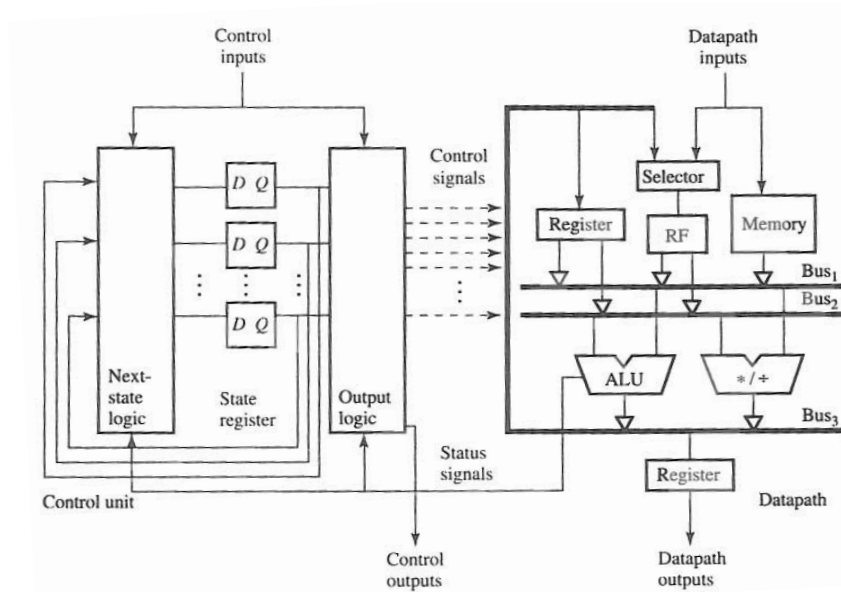 Control
inputs
Datapath
inputs
D Q
Control
signals
Selector
D Q
Register
RF
Memory
Bus₁
Bus₂
D Q
Next-
state
logic
State
register
Output
logic
ALU
*/÷
Bus₃
Status
signals
Register
Control unit
Datapath
Control
outputs
Datapath
outputs